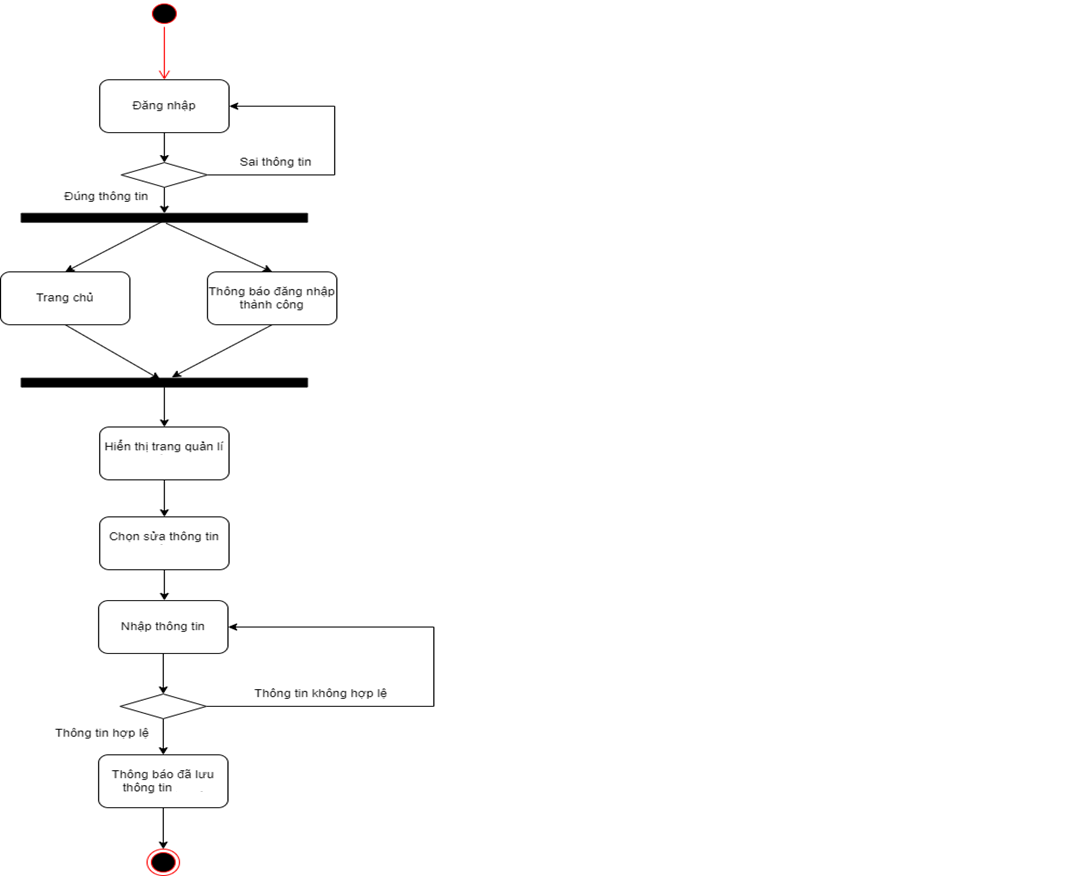 Đăng nhập
Sai thông tin
Đúng thông tin
Trang chủ
Thông báo đăng nhập
thành công
Hiển thị trang quản lí
Chọn sửa thông tin
Nhập thông tin
Thông tin không hợp lệ
Thông tin hợp lệ
Thông báo đã lưu
thông tin